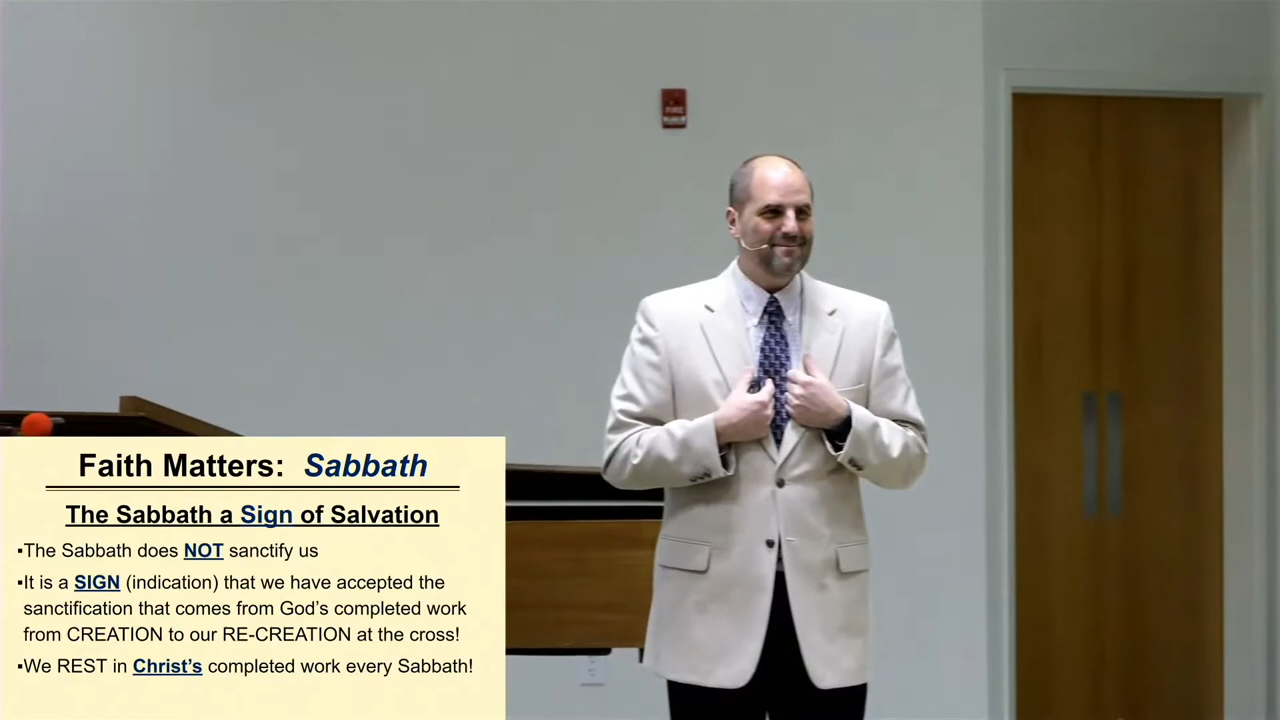 FIRE
Faith Matters: Sabbath
The Sabbath a Sign of Salvation
▪The Sabbath does NOT sanctify us
▪It is a SIGN (indication) that we have accepted the
sanctification that comes from God's completed work
from CREATION to our RE-CREATION at the cross!
▪We REST in Christ's completed work every Sabbath!